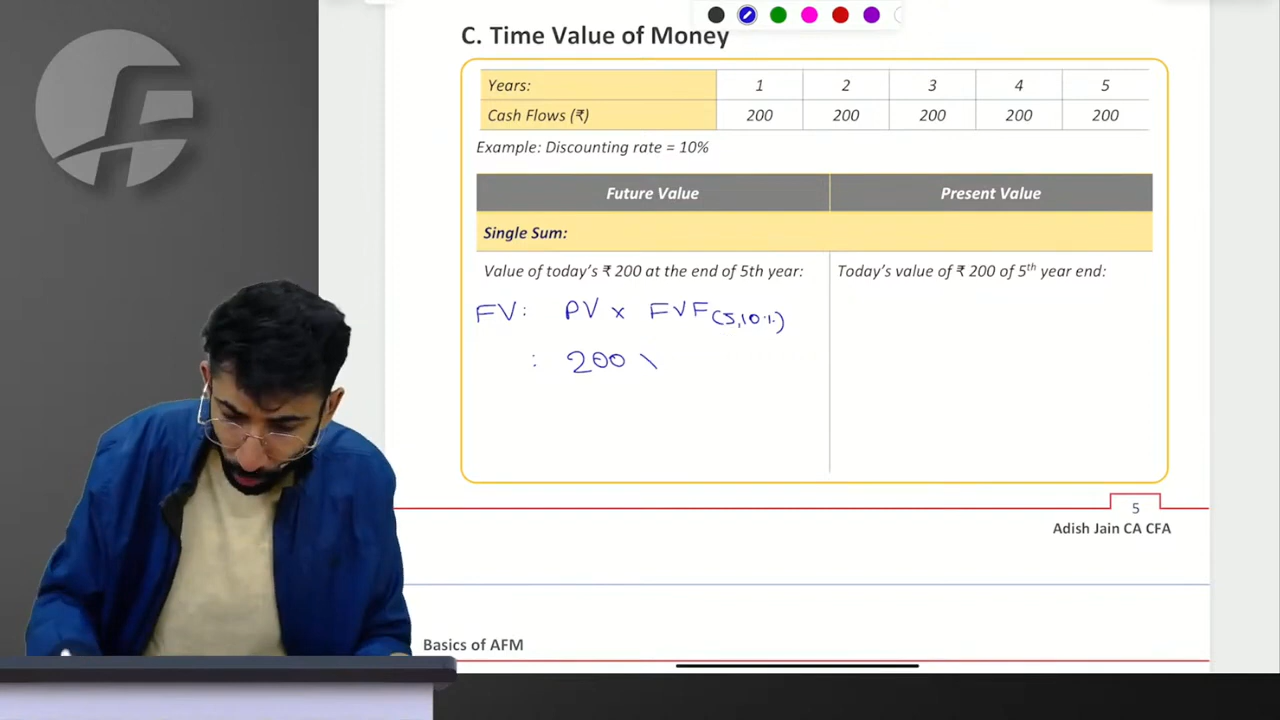 C. Time Value of Money
Years: 1 2 3 4 5
Cash Flows (₹) 200 200 200 200 200
Example: Discounting rate = 10%
Future Value Present Value
Single Sum:
Value of today's ₹ 200 at the end of 5th year: Today's value of ₹ 200 of 5th year end:
FV: PV x FVF(5,10%)
: 200 \
5
Adish Jain CA CFA
Basics of AFM